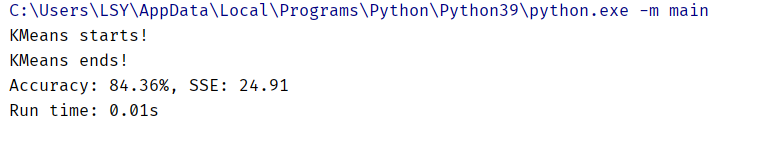 C:\Users\LSY\AppData\Local\Programs\Python\Python39\python.exe -m main
KMeans starts!
KMeans ends!
Accuracy: 84.36%, SSE: 24.91
Run time: 0.01s